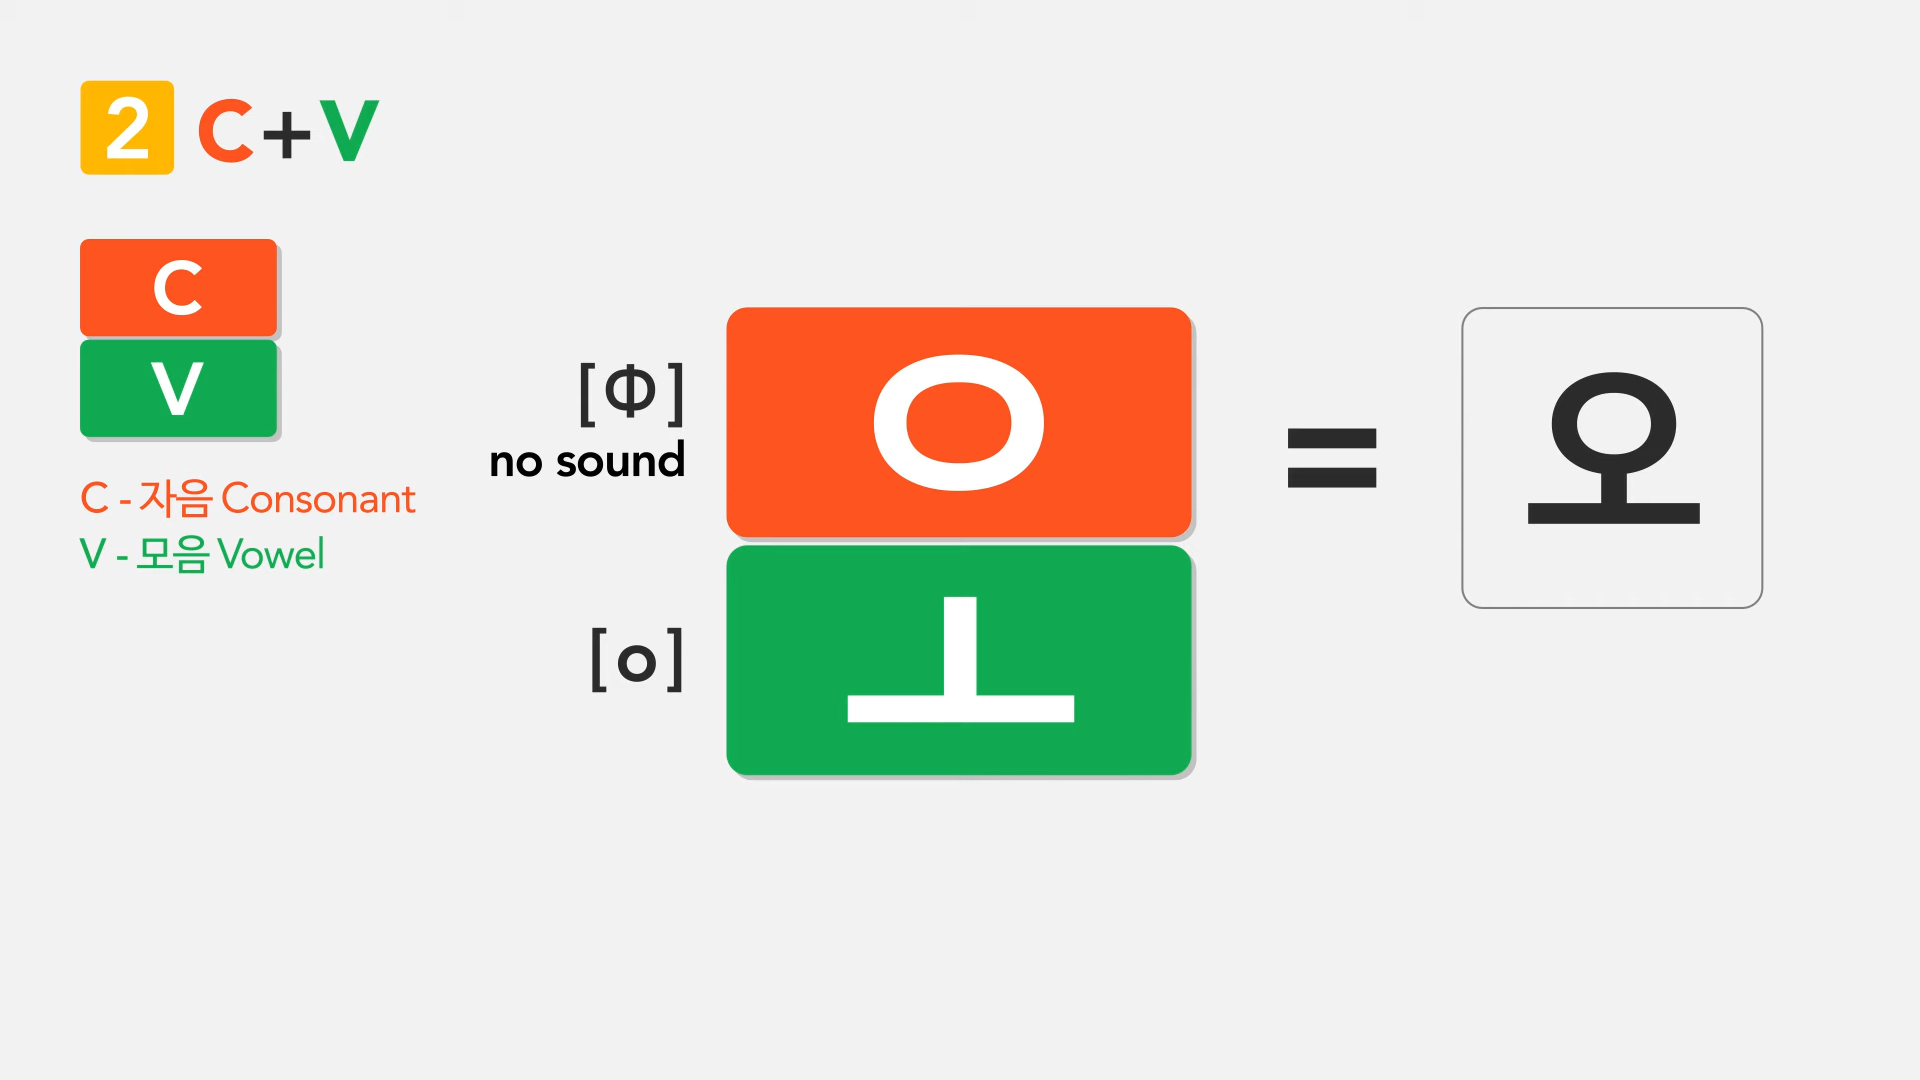 2 C+V
C
V
C - 자음 Consonant
V - 모음 Vowel
[Φ]
no sound
ㅇ
[o]
ㅗ
=
오